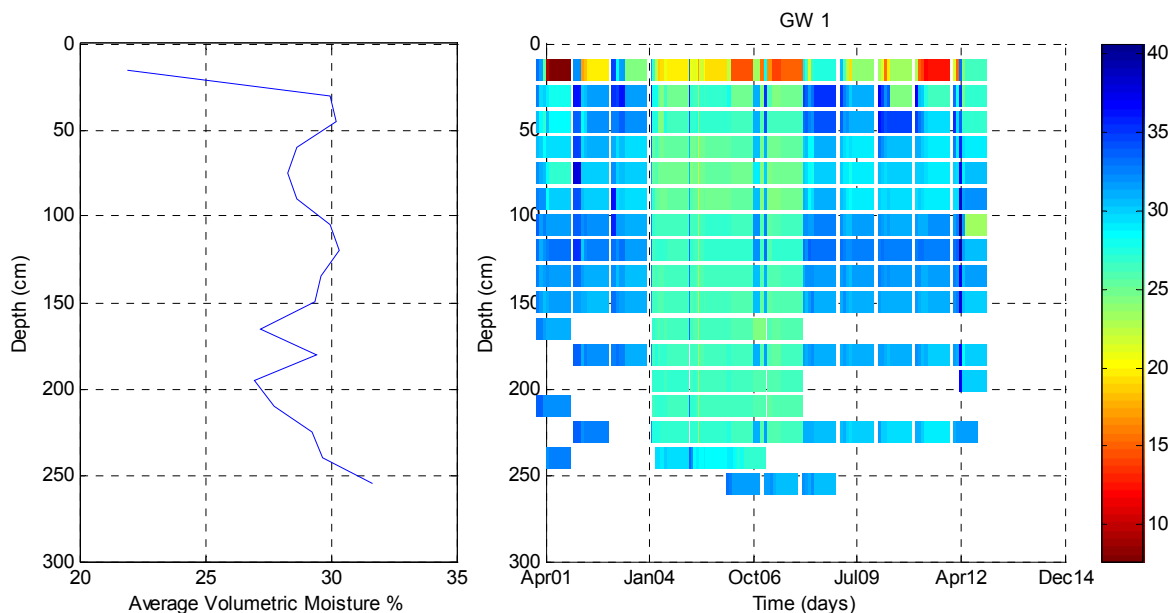 GW 1
0
50
100
150
200
250
300
Depth (cm)
20
25
30
35
Average Volumetric Moisture %
0
50
100
150
200
250
300
Depth (cm)
Apr01
Jan04
Oct06
Jul09
Apr12
Dec14
Time (days)
40
35
30
25
20
15
10